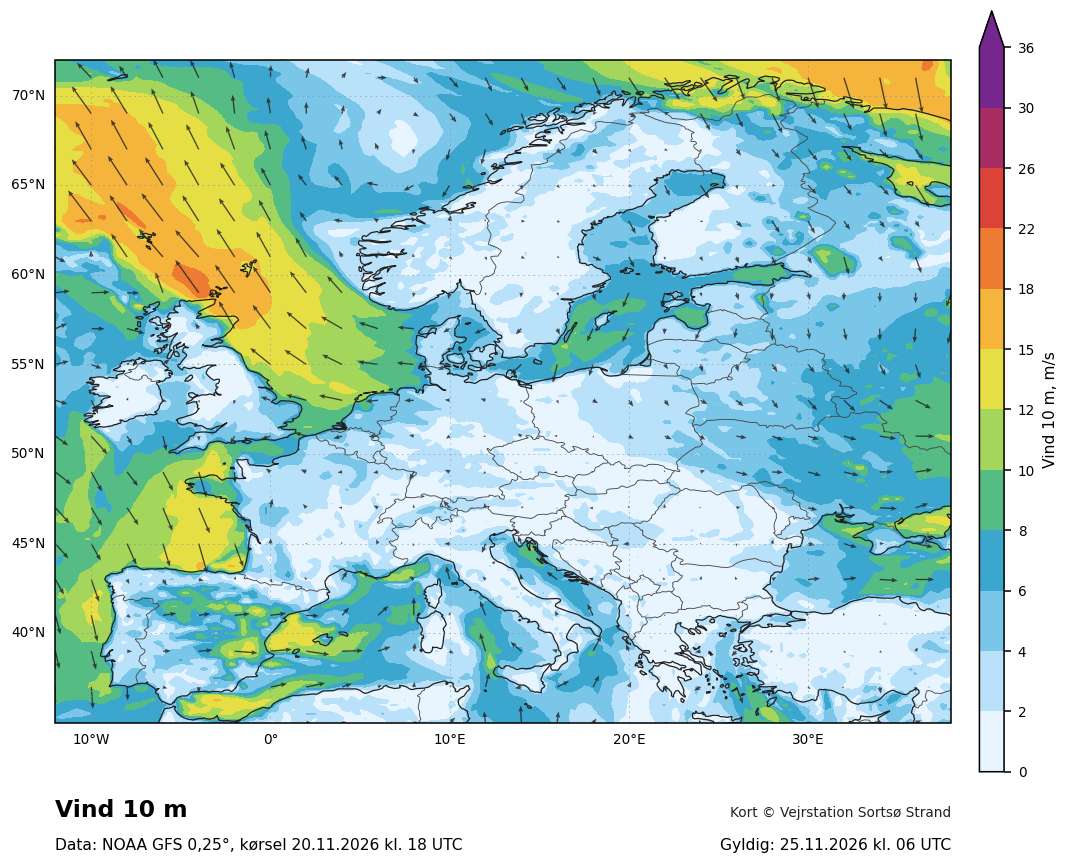 36
30
26
22
18
15
12
10
8
6
4
2
0
Vind 10 m, m/s
70°N
65°N
60°N
55°N
50°N
45°N
40°N
10°W
0°
10°E
20°E
30°E
Vind 10 m
Kort © Vejrstation Sortsø Strand
Data: NOAA GFS 0,25°, kørsel 20.11.2026 kl. 18 UTC
Gyldig: 25.11.2026 kl. 06 UTC